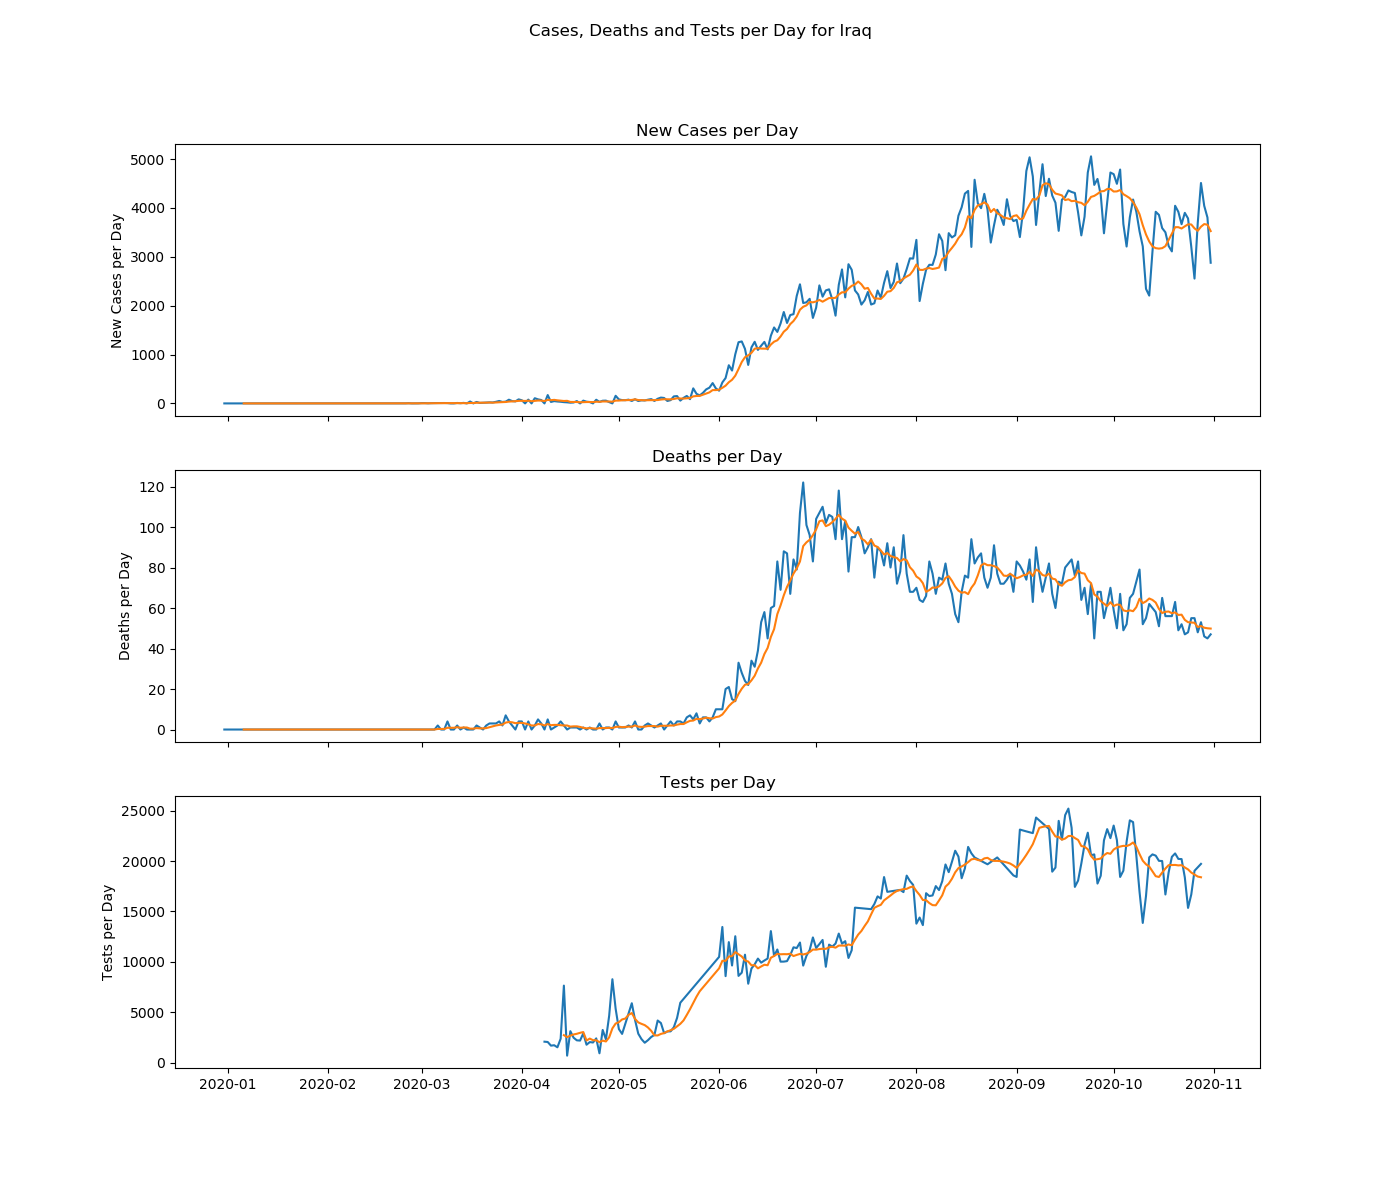 Cases, Deaths and Tests per Day for Iraq
New Cases per Day
New Cases per Day
5000
4000
3000
2000
1000
0
Deaths per Day
Deaths per Day
120
100
80
60
40
20
0
Tests per Day
Tests per Day
25000
20000
15000
10000
5000
0
2020-01 2020-02 2020-03 2020-04 2020-05 2020-06 2020-07 2020-08 2020-09 2020-10 2020-11